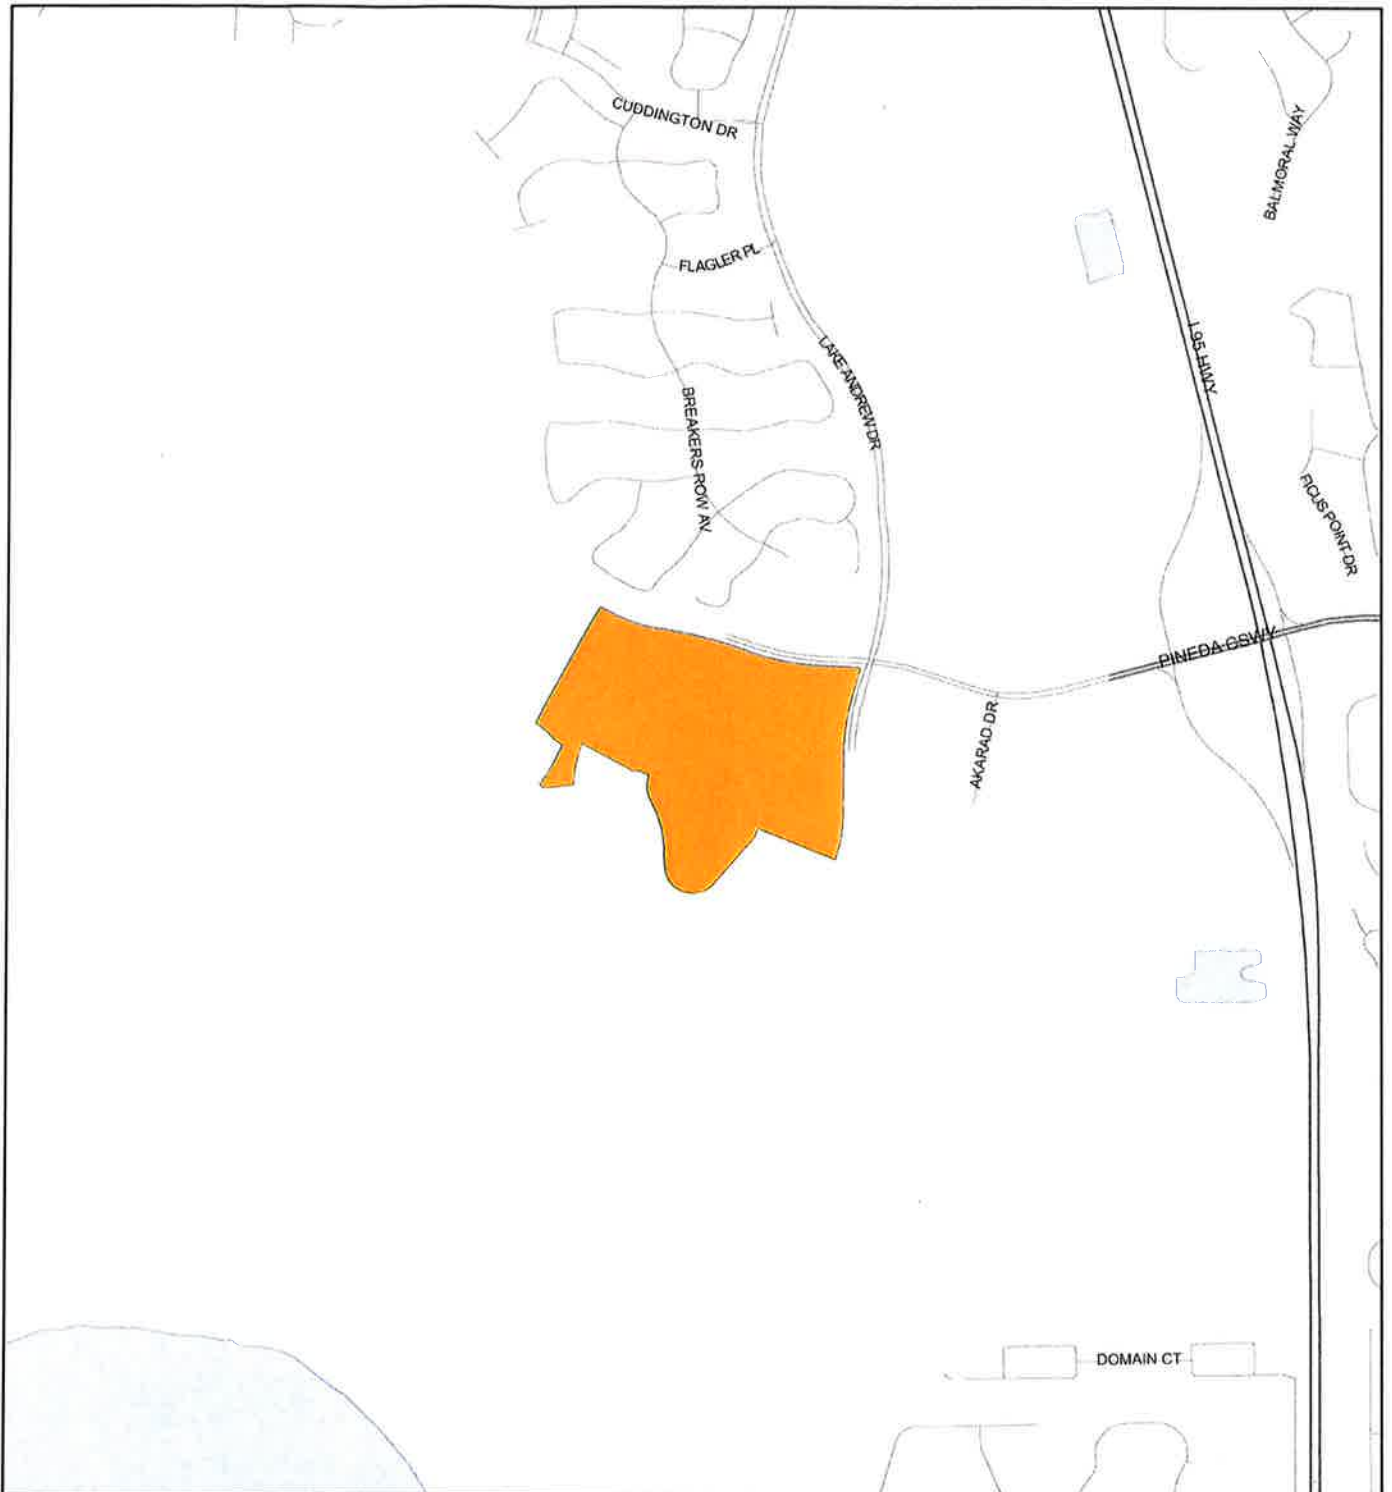 CUDDINGTON DR
BALMORAL WAY
FLAGLER PL
I 95 HWY
LAKE ANDREW DR
BREAKERS ROW AV
FICUS POINT DR
PINEDA CSWY
AKARAD DR
DOMAIN CT